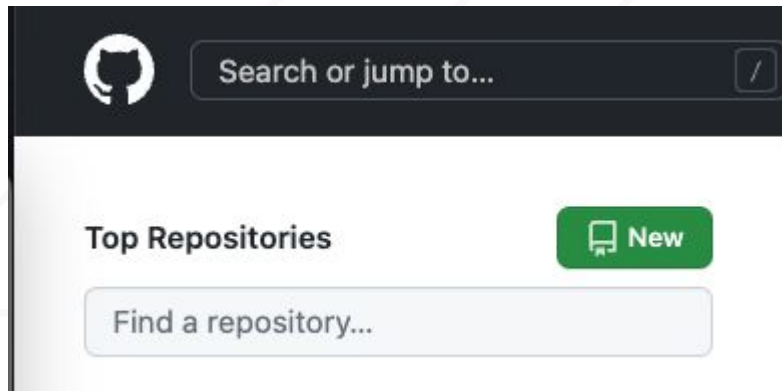 Search or jump to... /
Top Repositories New
Find a repository...